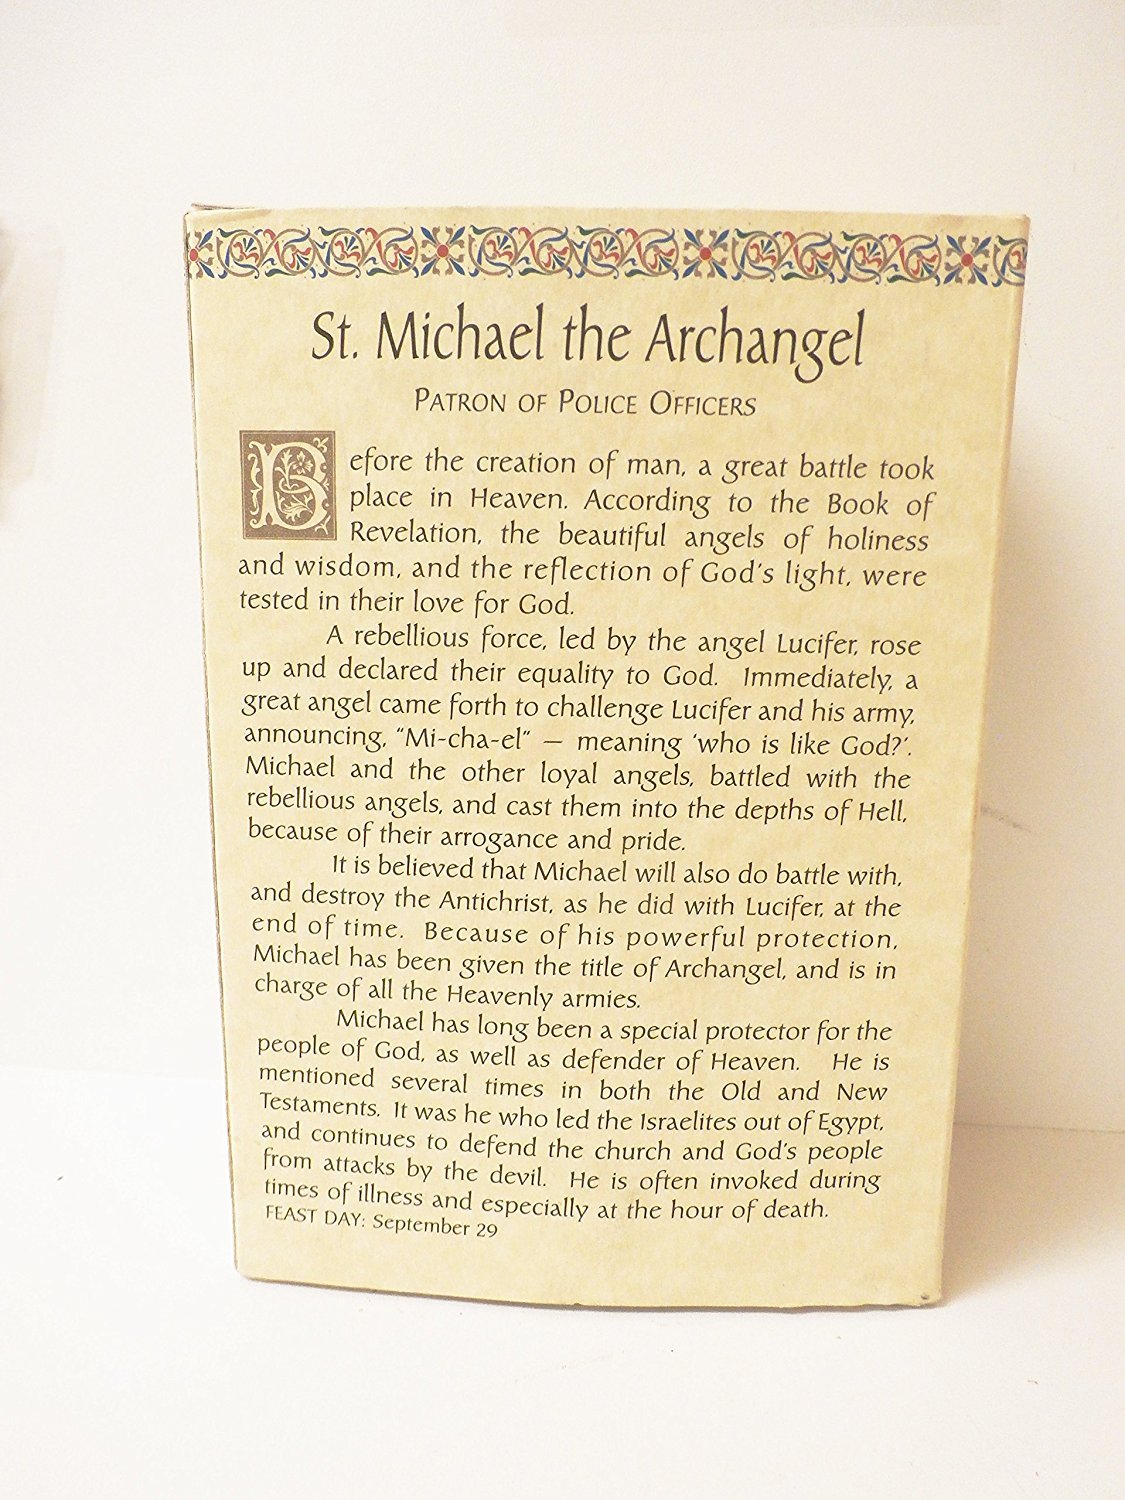 St. Michael the Archangel
PATRON OF POLICE OFFICERS
Before the creation of man, a great battle took
place in Heaven. According to the Book of
Revelation, the beautiful angels of holiness
and wisdom, and the reflection of God's light, were
tested in their love for God.
A rebellious force, led by the angel Lucifer, rose
up and declared their equality to God. Immediately, a
great angel came forth to challenge Lucifer and his army,
announcing, "Mi-cha-el" — meaning 'who is like God?'.
Michael and the other loyal angels, battled with the
rebellious angels, and cast them into the depths of Hell,
because of their arrogance and pride.
It is believed that Michael will also do battle with,
and destroy the Antichrist, as he did with Lucifer, at the
end of time. Because of his powerful protection,
Michael has been given the title of Archangel, and is in
charge of all the Heavenly armies.
Michael has long been a special protector for the
people of God, as well as defender of Heaven. He is
mentioned several times in both the Old and New
Testaments. It was he who led the Israelites out of Egypt,
and continues to defend the church and God's people
from attacks by the devil. He is often invoked during
times of illness and especially at the hour of death.
FEAST DAY: September 29